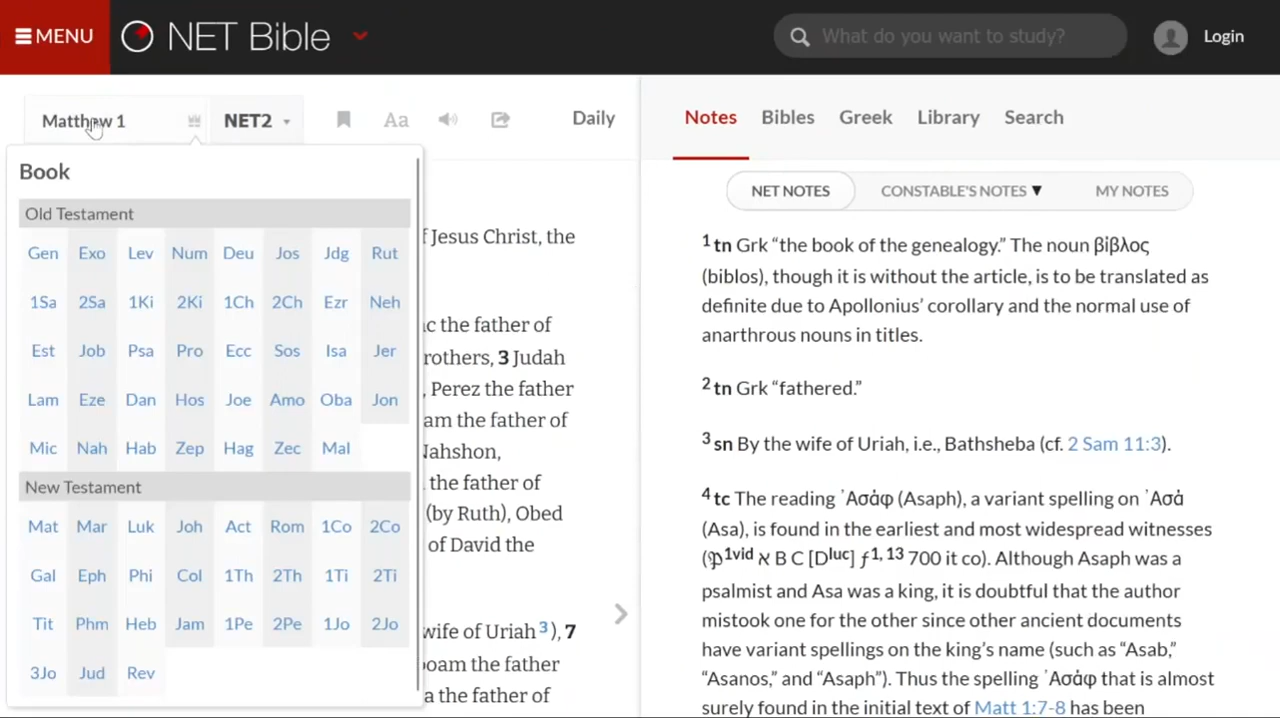 MENU
NET Bible
What do you want to study?
Login
Matthew 1
NET2
Aa
Daily
Book
Old Testament
Gen Exo Lev Num Deu Jos Jdg Rut
1Sa 2Sa 1Ki 2Ki 1Ch 2Ch Ezr Neh
Est Job Psa Pro Ecc Sos Isa Jer
Lam Eze Dan Hos Joe Amo Oba Jon
Mic Nah Hab Zep Hag Zec Mal
New Testament
Mat Mar Luk Joh Act Rom 1Co 2Co
Gal Eph Phi Col 1Th 2Th 1Ti 2Ti
Tit Phm Heb Jam 1Pe 2Pe 1Jo 2Jo
3Jo Jud Rev
f Jesus Christ, the
the father of
rothers, 3 Judah
, Perez the father
am the father of
Nahshon,
the father of
(by Ruth), Obed
of David the
wife of Uriah 3), 7
boam the father
a the father of
Notes Bibles Greek Library Search
NET NOTES CONSTABLE'S NOTES ▼ MY NOTES
1 tn Grk “the book of the genealogy.” The noun βίβλος
(biblos), though it is without the article, is to be translated as
definite due to Apollonius’ corollary and the normal use of
anarthrous nouns in titles.
2 tn Grk “fathered.”
3 sn By the wife of Uriah, i.e., Bathsheba (cf. 2 Sam 11:3).
4 tc The reading ᾿Ασάφ (Asaph), a variant spelling on ᾿Ασά
(Asa), is found in the earliest and most widespread witnesses
(𝔓1vid א B C [Dluc] ƒ1, 13 700 it co). Although Asaph was a
psalmist and Asa was a king, it is doubtful that the author
mistook one for the other since other ancient documents
have variant spellings on the king’s name (such as “Asab,”
“Asanos,” and “Asaph”). Thus the spelling ᾿Ασάφ that is almost
surely found in the initial text of Matt 1:7-8 has been